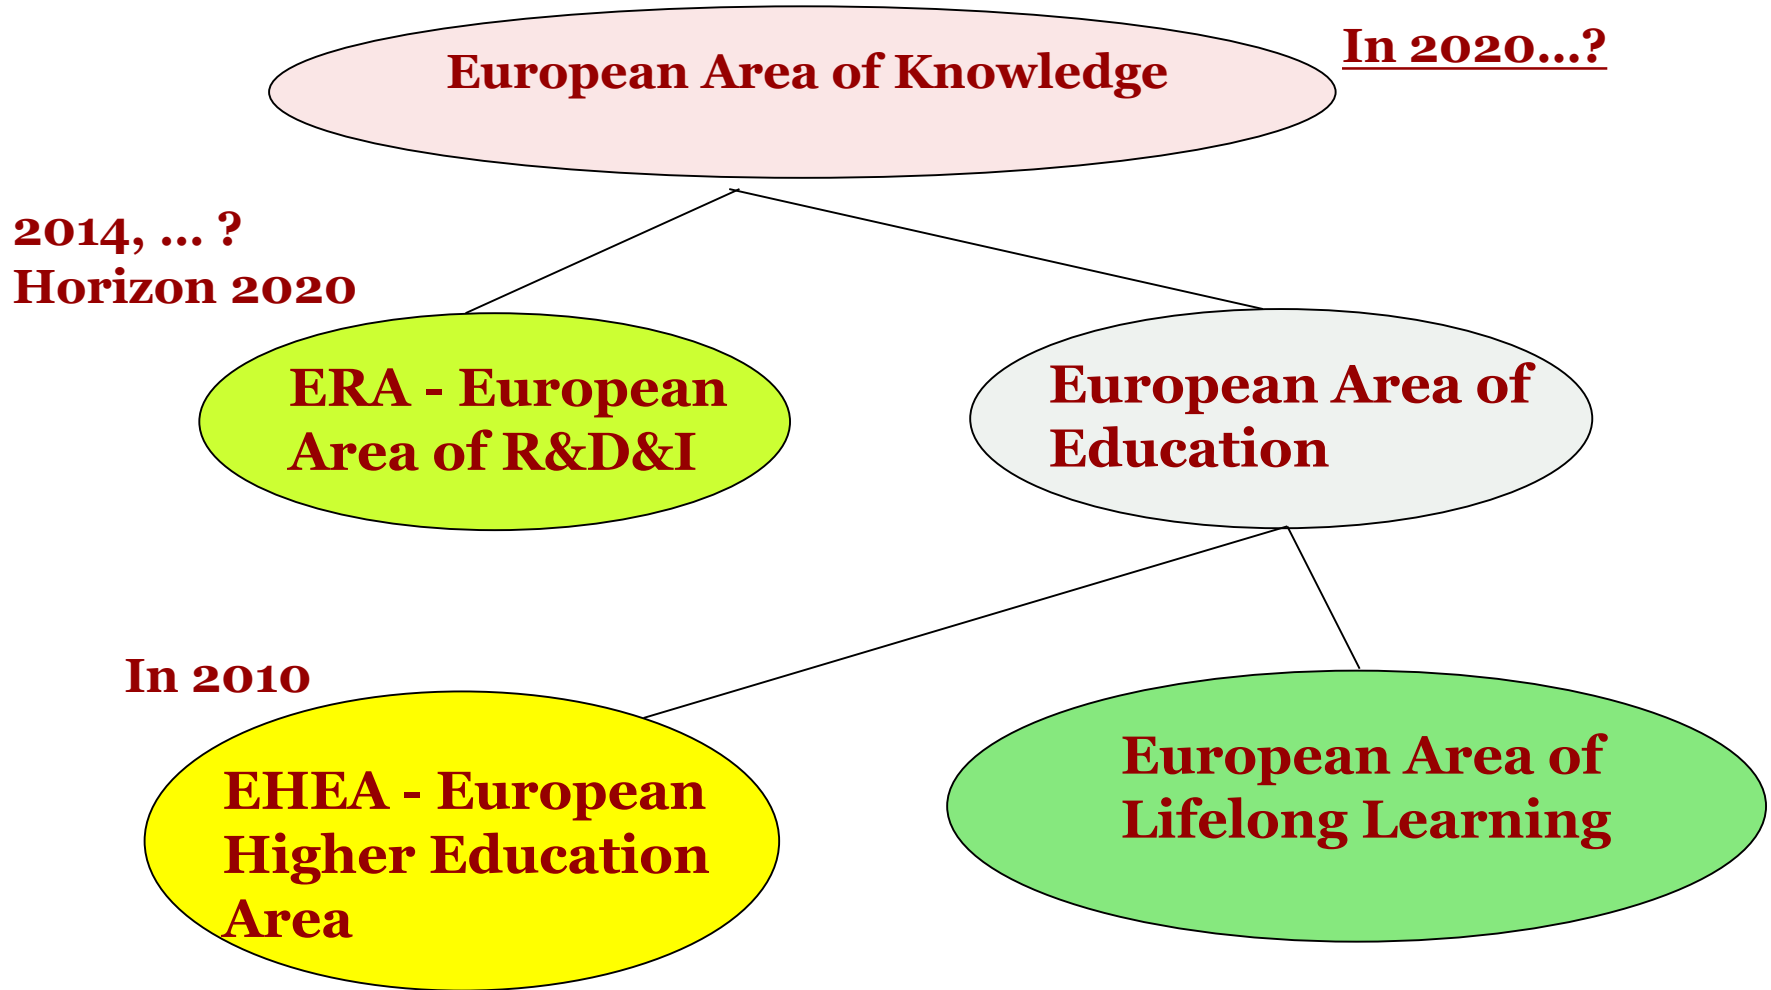 European Area of Knowledge
In 2020...?
2014, ... ?
Horizon 2020
ERA - European
Area of R&D&I
European Area of
Education
In 2010
EHEA - European
Higher Education
Area
European Area of
Lifelong Learning